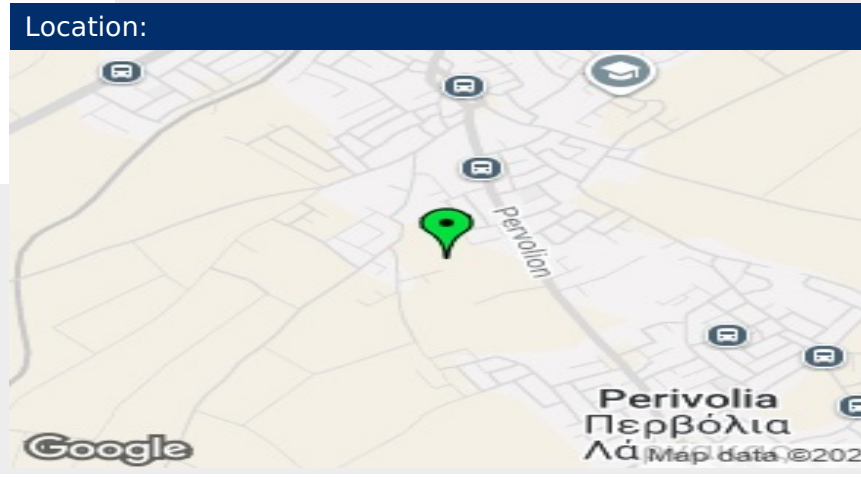 Location:
Pervolion
Perivolia
Περβόλια
Google
Map data ©202